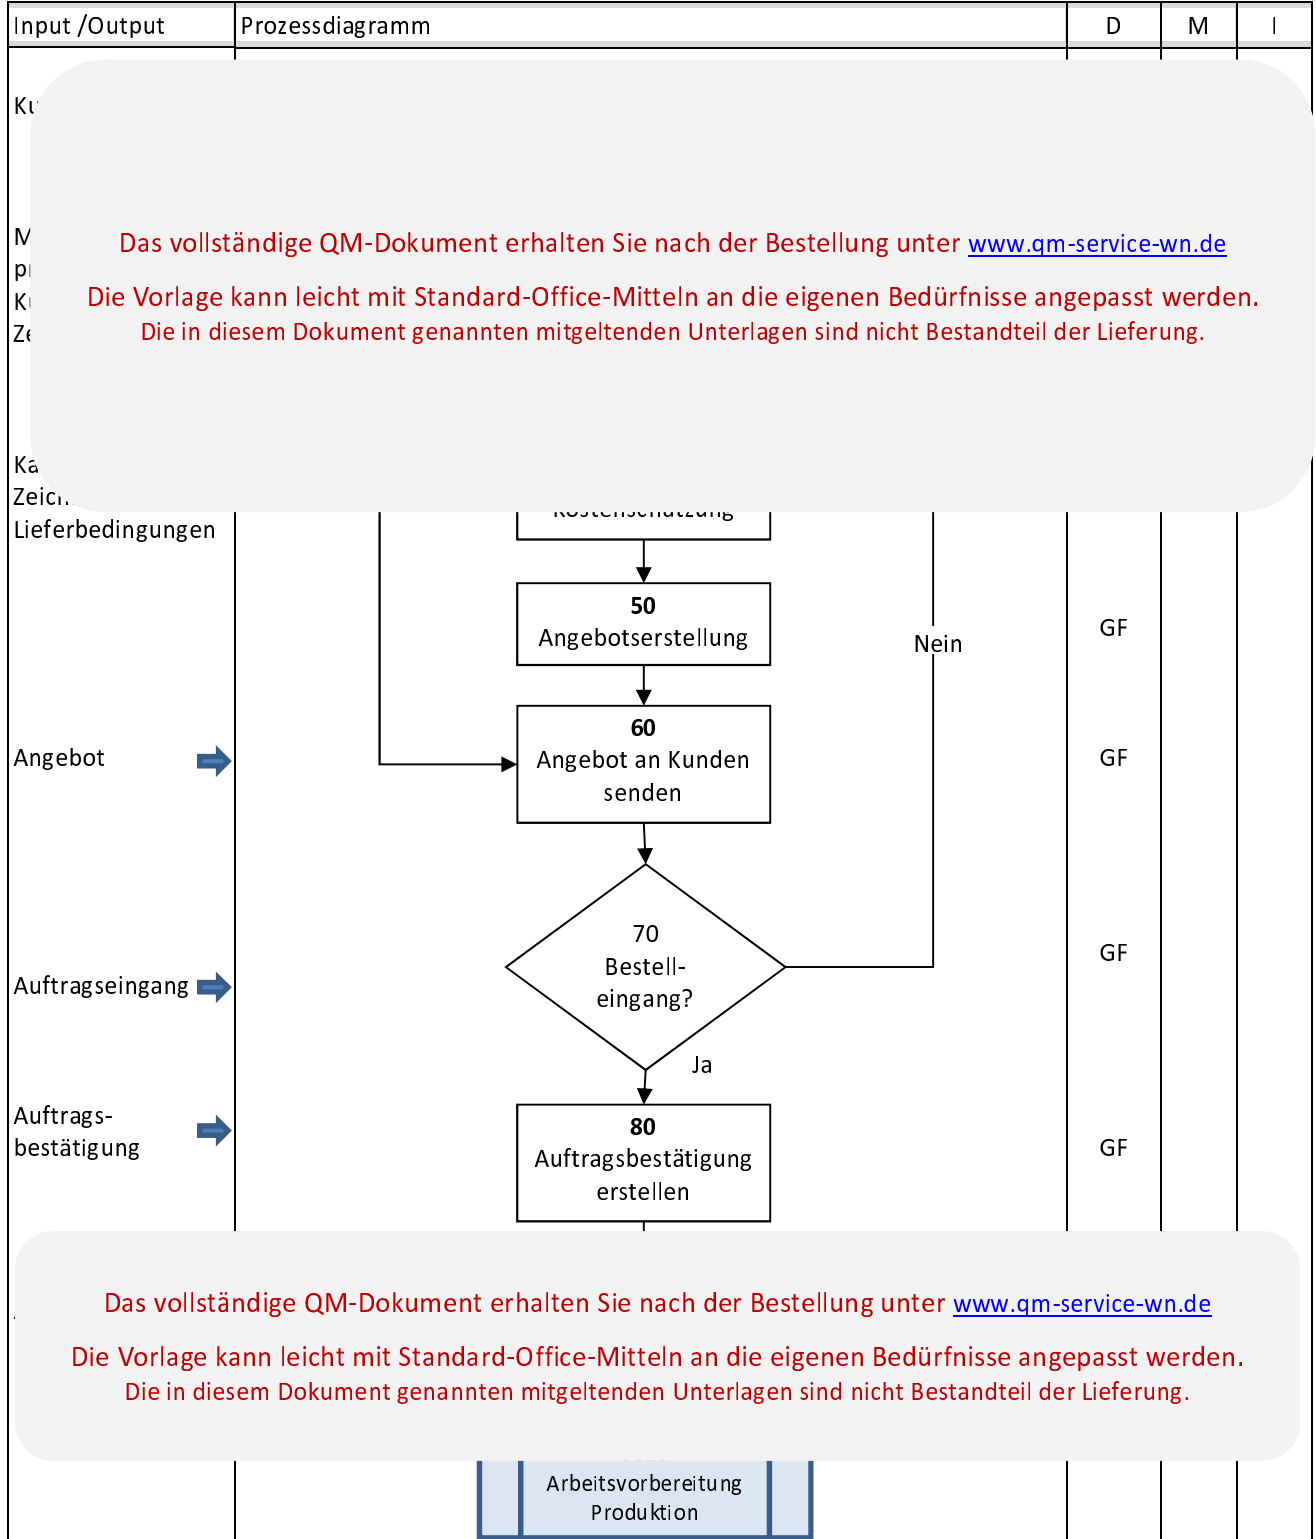 Input /Output Prozessdiagramm D M I
Das vollständige QM-Dokument erhalten Sie nach der Bestellung unter www.qm-service-wn.de
Die Vorlage kann leicht mit Standard-Office-Mitteln an die eigenen Bedürfnisse angepasst werden.
Die in diesem Dokument genannten mitgeltenden Unterlagen sind nicht Bestandteil der Lieferung.
Kostenschätzung
Lieferbedingungen
50
Angebotserstellung
Nein
GF
60
Angebot
Angebot an Kunden
senden
GF
70
Bestell-
eingang?
GF
Auftragseingang
Ja
Auftrags-
bestätigung
80
Auftragsbestätigung
erstellen
GF
Das vollständige QM-Dokument erhalten Sie nach der Bestellung unter www.qm-service-wn.de
Die Vorlage kann leicht mit Standard-Office-Mitteln an die eigenen Bedürfnisse angepasst werden.
Die in diesem Dokument genannten mitgeltenden Unterlagen sind nicht Bestandteil der Lieferung.
Arbeitsvorbereitung
Produktion